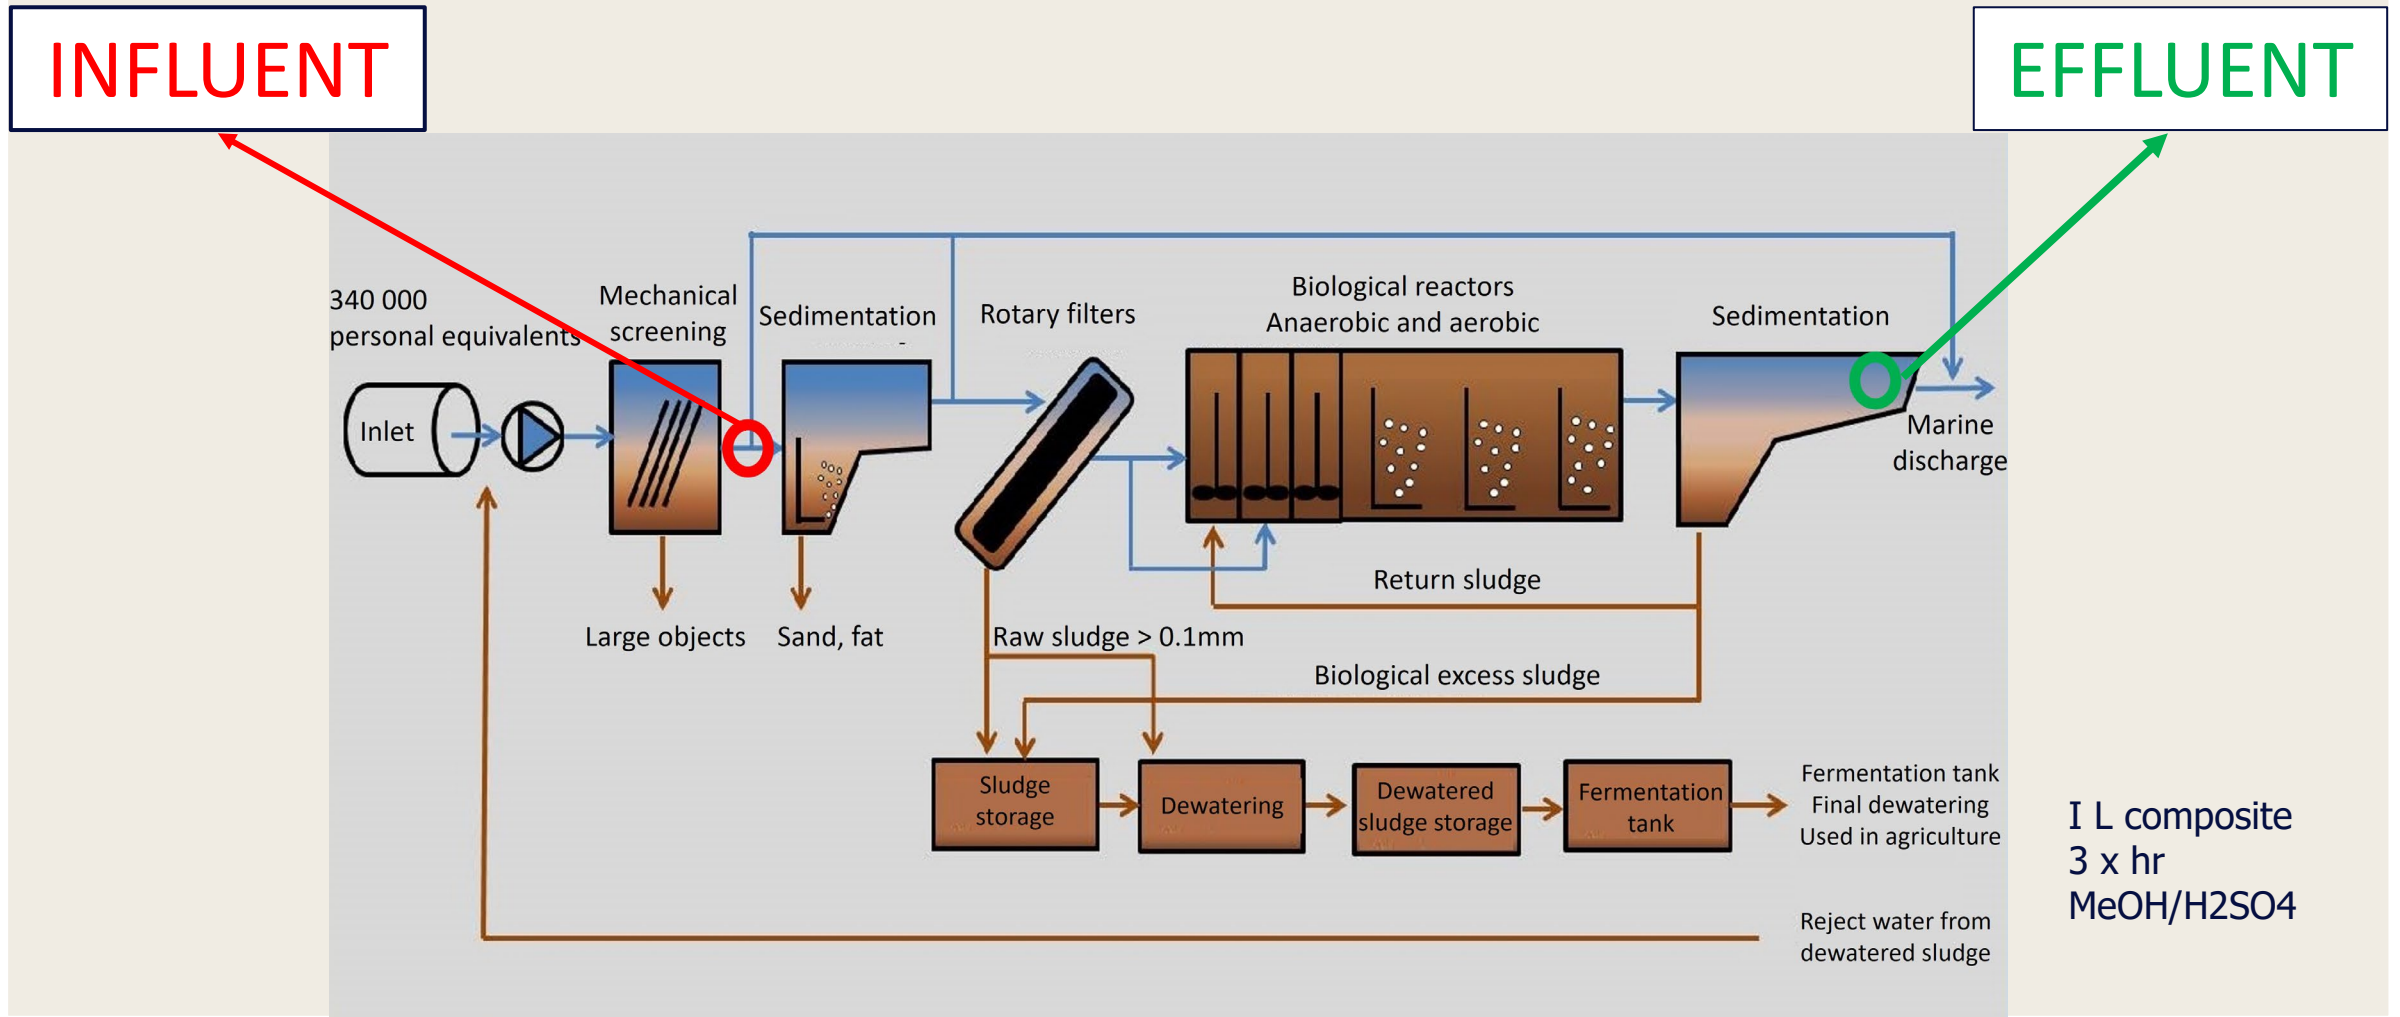 INFLUENT
EFFLUENT
340 000
personal equivalents
Mechanical
screening
Sedimentation
Rotary filters
Biological reactors
Anaerobic and aerobic
Sedimentation
Inlet
Marine
discharge
Return sludge
Large objects
Sand, fat
Raw sludge > 0.1mm
Biological excess sludge
Sludge
storage
Dewatering
Dewatered
sludge storage
Fermentation
tank
Fermentation tank
Final dewatering
Used in agriculture
I L composite
3 x hr
MeOH/H2SO4
Reject water from
dewatered sludge